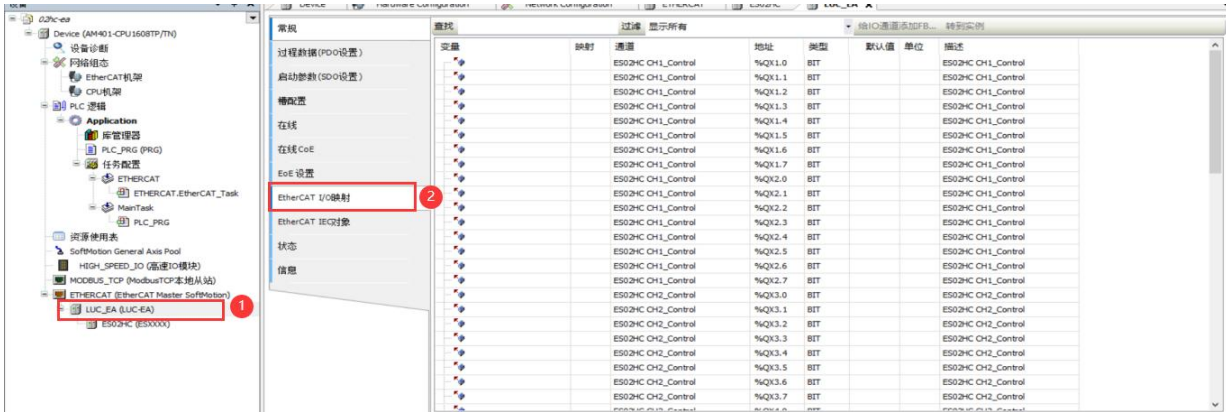 设备
Device
Hardware Configuration
Network Configuration
ETHERCAT
ES02HC
LUC_EA
02hc-ea
Device (AM401-CPU1608TP/TN)
设备诊断
网络组态
EtherCAT机架
CPU机架
PLC 逻辑
Application
库管理器
PLC_PRG (PRG)
任务配置
ETHERCAT
ETHERCAT.EtherCAT_Task
MainTask
PLC_PRG
资源使用表
SoftMotion General Axis Pool
HIGH_SPEED_IO (高速IO模块)
MODBUS_TCP (ModbusTCP本地从站)
ETHERCAT (EtherCAT Master SoftMotion)
LUC_EA (LUC-EA)
1
ES02HC (ESXXXX)
常规
过程数据(PDO设置)
启动参数(SDO设置)
槽配置
在线
在线CoE
EoE 设置
EtherCAT I/O映射
2
EtherCAT IEC对象
状态
信息
查找 过滤 显示所有 给IO通道添加FB... 转到实例
变量 映射 通道 地址 类型 默认值 单位 描述
ES02HC CH1_Control %QX1.0 BIT ES02HC CH1_Control
ES02HC CH1_Control %QX1.1 BIT ES02HC CH1_Control
ES02HC CH1_Control %QX1.2 BIT ES02HC CH1_Control
ES02HC CH1_Control %QX1.3 BIT ES02HC CH1_Control
ES02HC CH1_Control %QX1.4 BIT ES02HC CH1_Control
ES02HC CH1_Control %QX1.5 BIT ES02HC CH1_Control
ES02HC CH1_Control %QX1.6 BIT ES02HC CH1_Control
ES02HC CH1_Control %QX1.7 BIT ES02HC CH1_Control
ES02HC CH1_Control %QX2.0 BIT ES02HC CH1_Control
ES02HC CH1_Control %QX2.1 BIT ES02HC CH1_Control
ES02HC CH1_Control %QX2.2 BIT ES02HC CH1_Control
ES02HC CH1_Control %QX2.3 BIT ES02HC CH1_Control
ES02HC CH1_Control %QX2.4 BIT ES02HC CH1_Control
ES02HC CH1_Control %QX2.5 BIT ES02HC CH1_Control
ES02HC CH1_Control %QX2.6 BIT ES02HC CH1_Control
ES02HC CH1_Control %QX2.7 BIT ES02HC CH1_Control
ES02HC CH2_Control %QX3.0 BIT ES02HC CH2_Control
ES02HC CH2_Control %QX3.1 BIT ES02HC CH2_Control
ES02HC CH2_Control %QX3.2 BIT ES02HC CH2_Control
ES02HC CH2_Control %QX3.3 BIT ES02HC CH2_Control
ES02HC CH2_Control %QX3.4 BIT ES02HC CH2_Control
ES02HC CH2_Control %QX3.5 BIT ES02HC CH2_Control
ES02HC CH2_Control %QX3.6 BIT ES02HC CH2_Control
ES02HC CH2_Control %QX3.7 BIT ES02HC CH2_Control